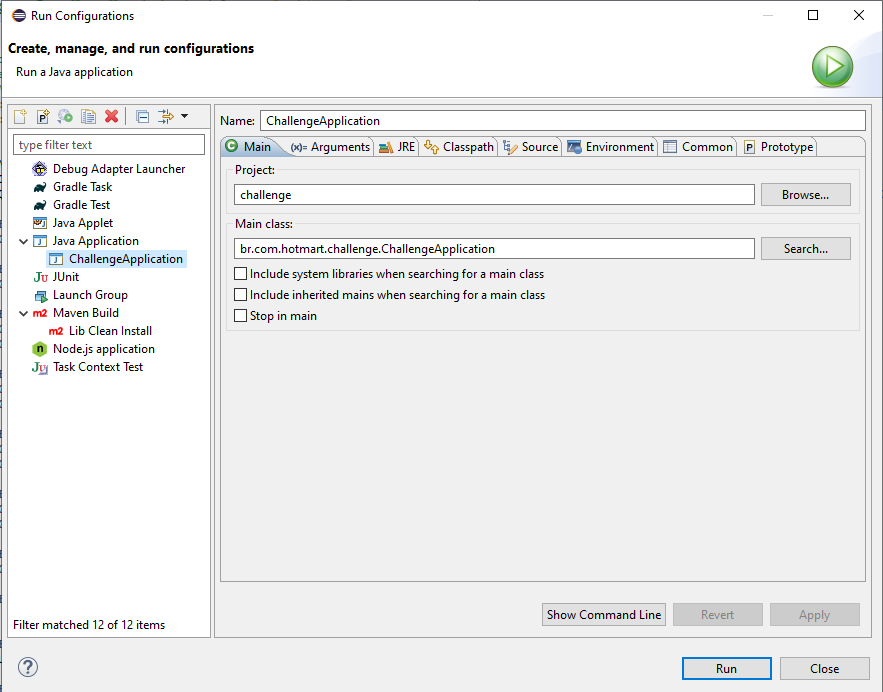 Run Configurations
Create, manage, and run configurations
Run a Java application
type filter text
Debug Adapter Launcher
Gradle Task
Gradle Test
Java Applet
Java Application
ChallengeApplication
Ju JUnit
Launch Group
m2 Maven Build
m2 Lib Clean Install
n Node.js application
Ju Task Context Test
Filter matched 12 of 12 items
Name: ChallengeApplication
Main (x)= Arguments JRE Classpath Source Environment Common P Prototype
Project:
challenge Browse...
Main class:
br.com.hotmart.challenge.ChallengeApplication Search...
Include system libraries when searching for a main class
Include inherited mains when searching for a main class
Stop in main
Show Command Line Revert Apply
? Run Close